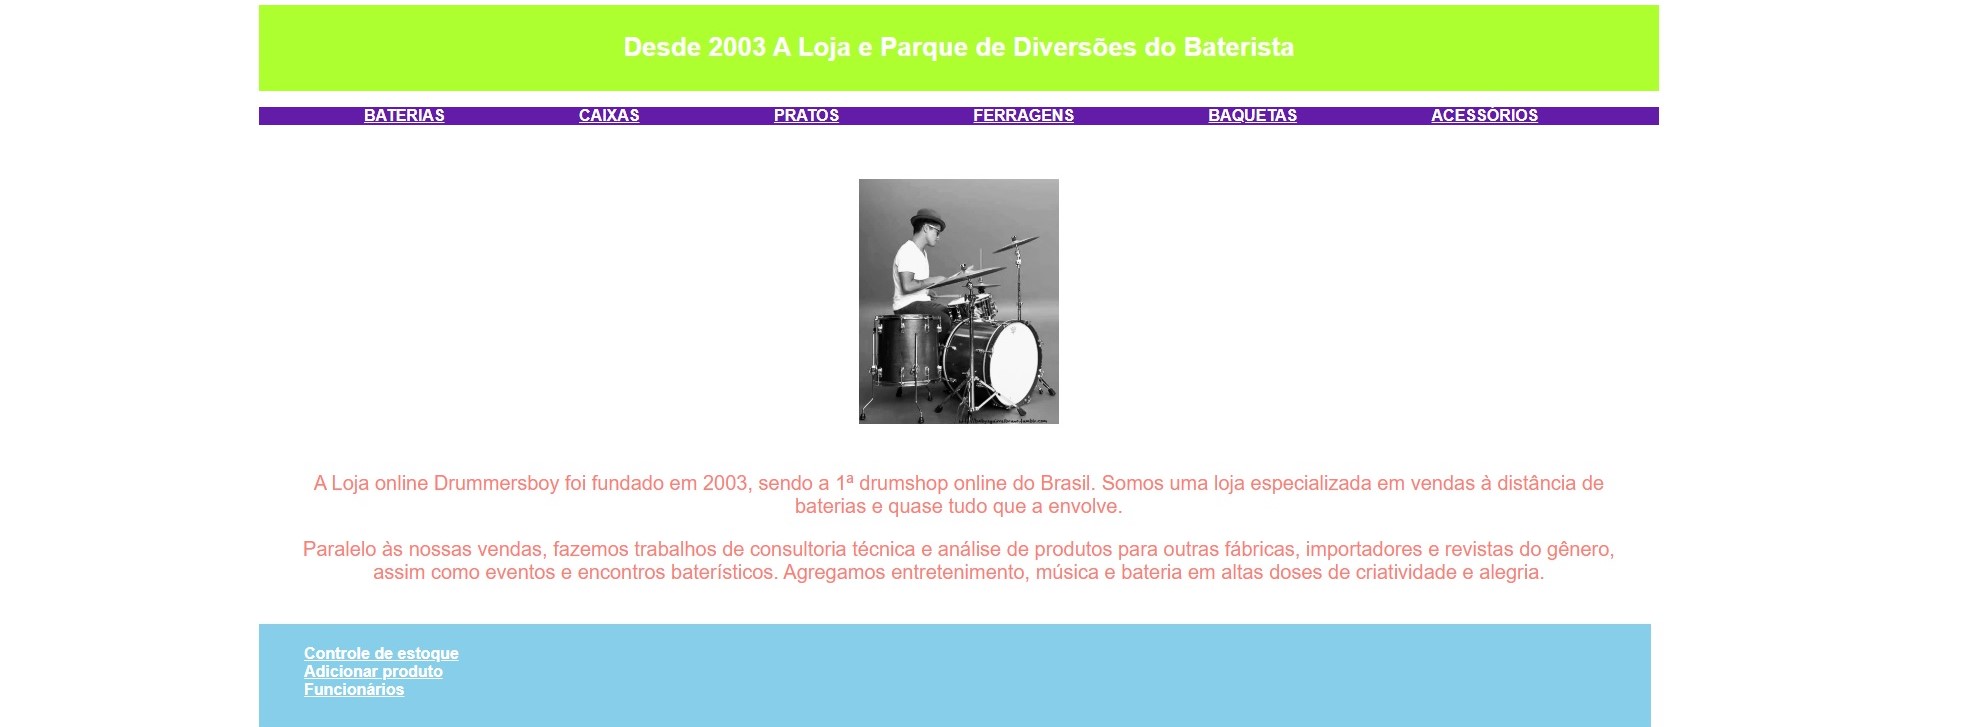 Desde 2003 A Loja e Parque de Diversões do Baterista
BATERIAS CAIXAS PRATOS FERRAGENS BAQUETAS ACESSÓRIOS
A Loja online Drummersboy foi fundado em 2003, sendo a 1ª drumshop online do Brasil. Somos uma loja especializada em vendas à distância de
baterias e quase tudo que a envolve.
Paralelo às nossas vendas, fazemos trabalhos de consultoria técnica e análise de produtos para outras fábricas, importadores e revistas do gênero,
assim como eventos e encontros baterísticos. Agregamos entretenimento, música e bateria em altas doses de criatividade e alegria.
Controle de estoque
Adicionar produto
Funcionários